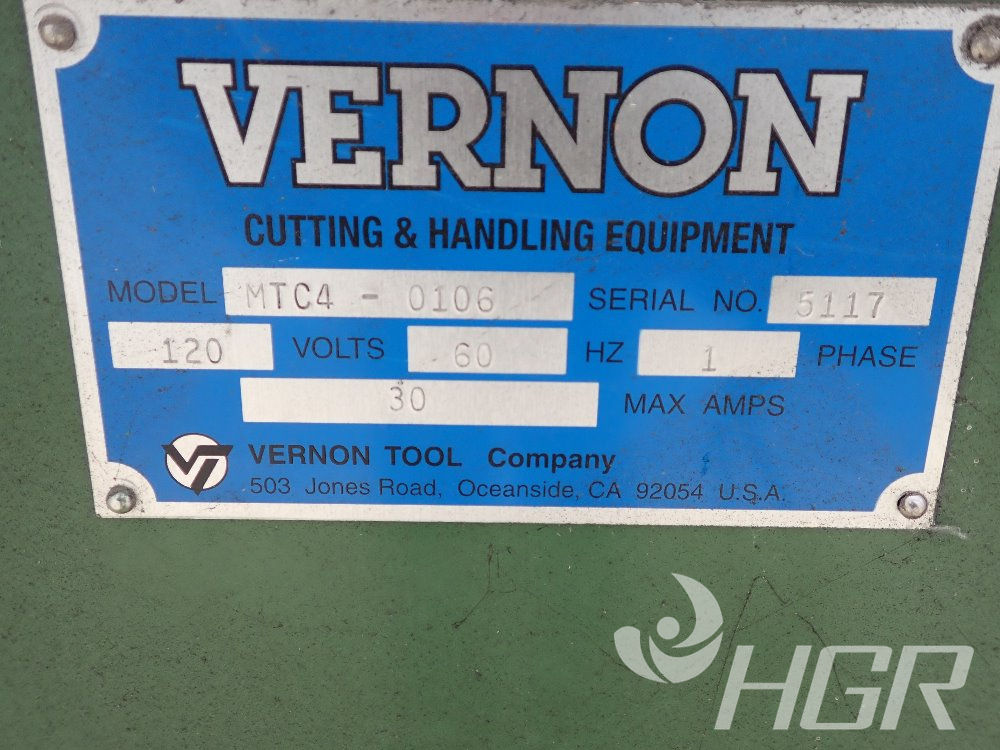 VERNON
CUTTING & HANDLING EQUIPMENT
MODEL MTC4 - 0106 SERIAL NO. 5117
120 VOLTS 60 HZ 1 PHASE
30 MAX AMPS
VERNON TOOL Company
503 Jones Road, Oceanside, CA 92054 U.S.A.
HGR